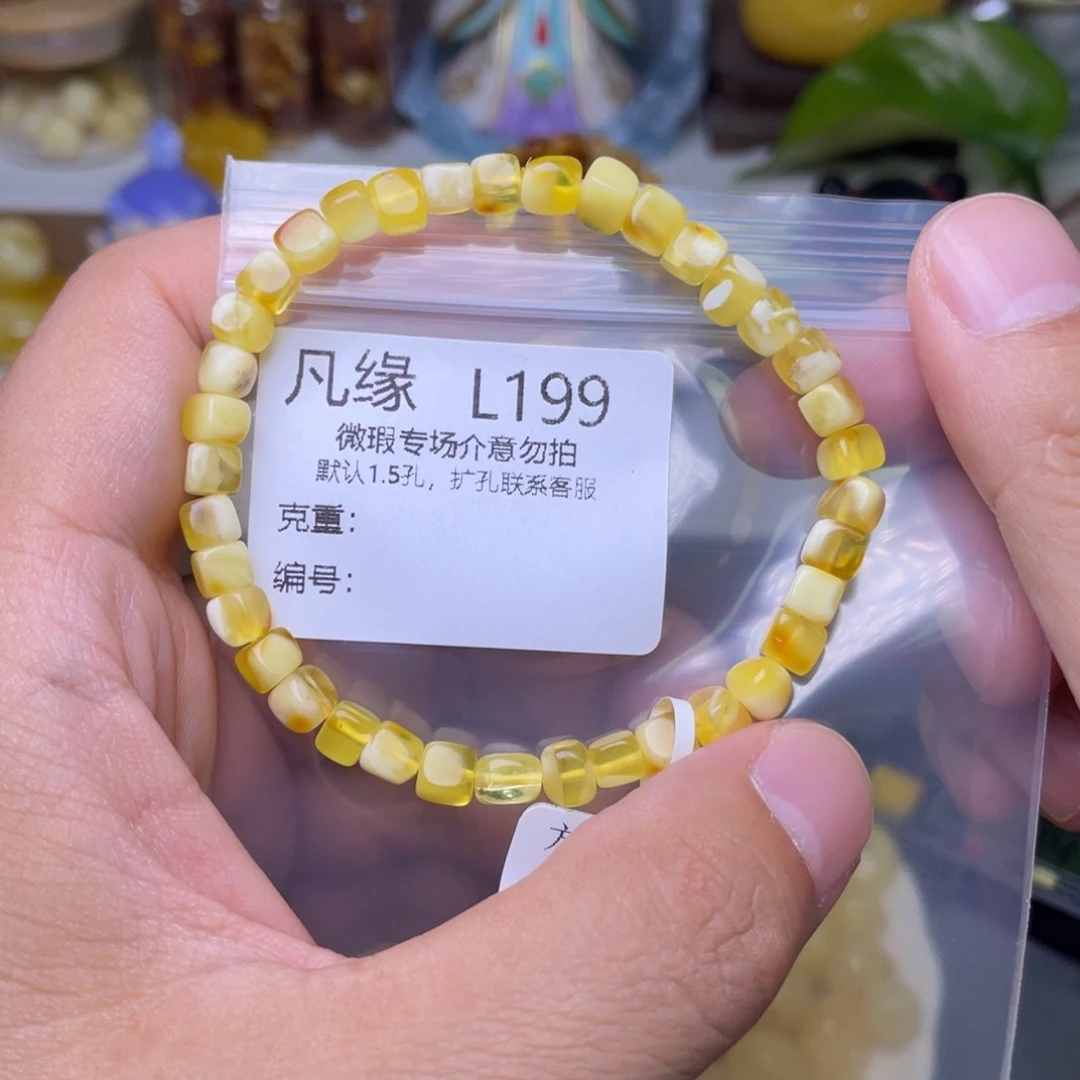 凡缘 L199
微瑕专场介意勿拍
默认1.5孔，扩孔联系客服
克重：
编号：